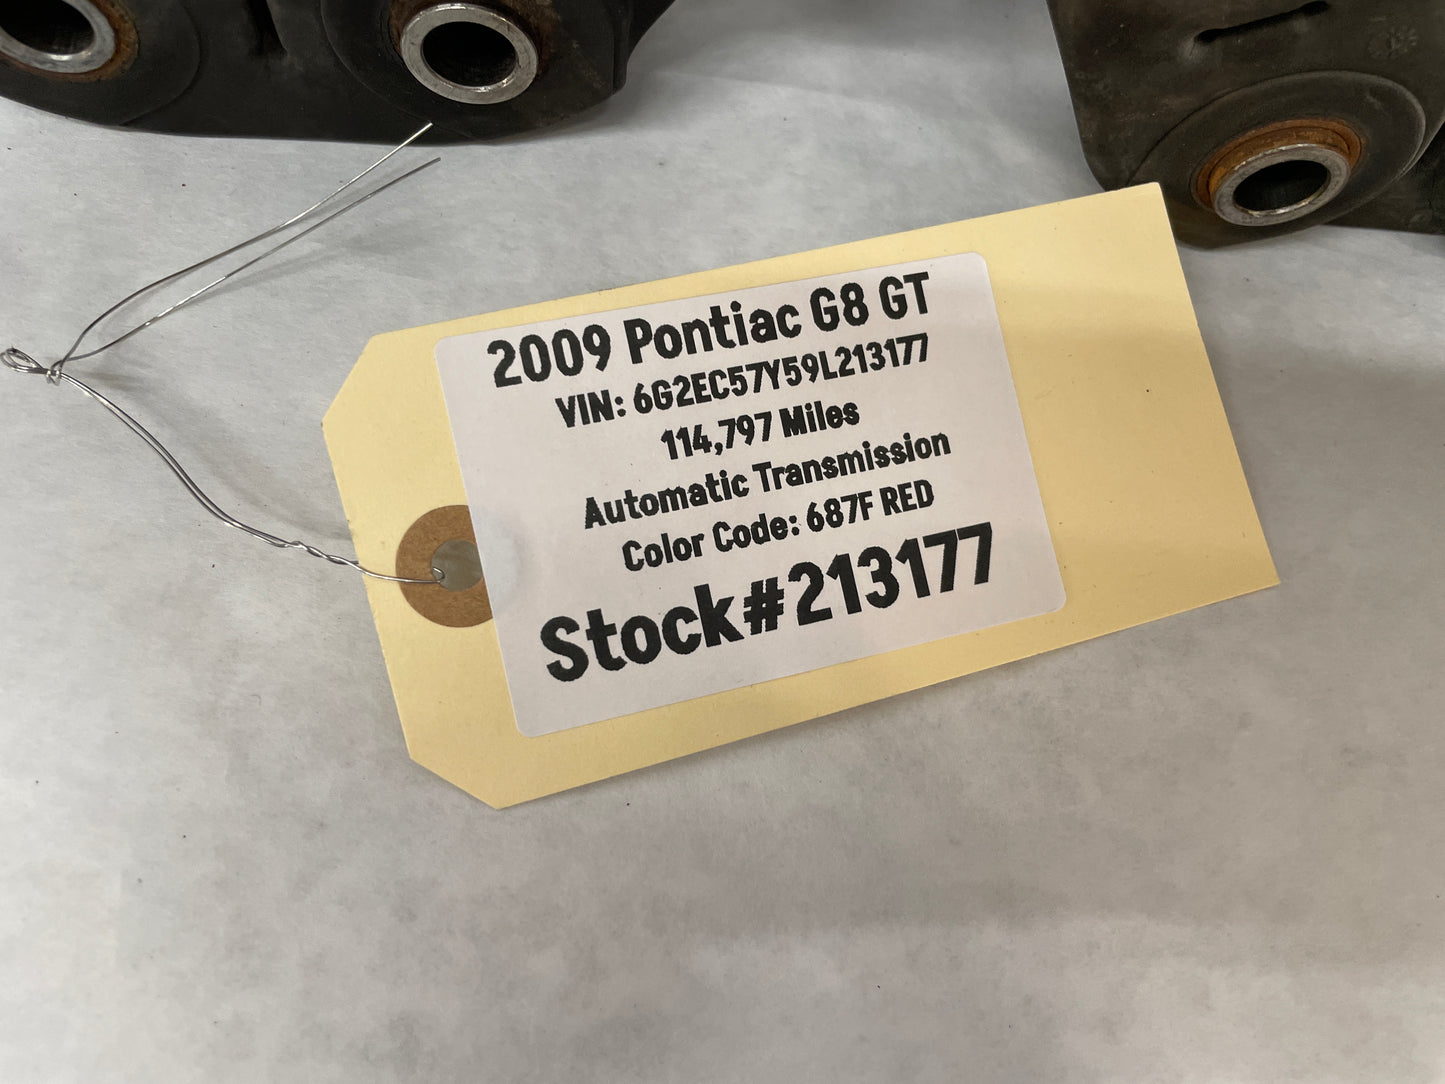 2009 Pontiac G8 GT
VIN: 6G2EC57Y59L213177
114,797 Miles
Automatic Transmission
Color Code: 687F RED
Stock#213177